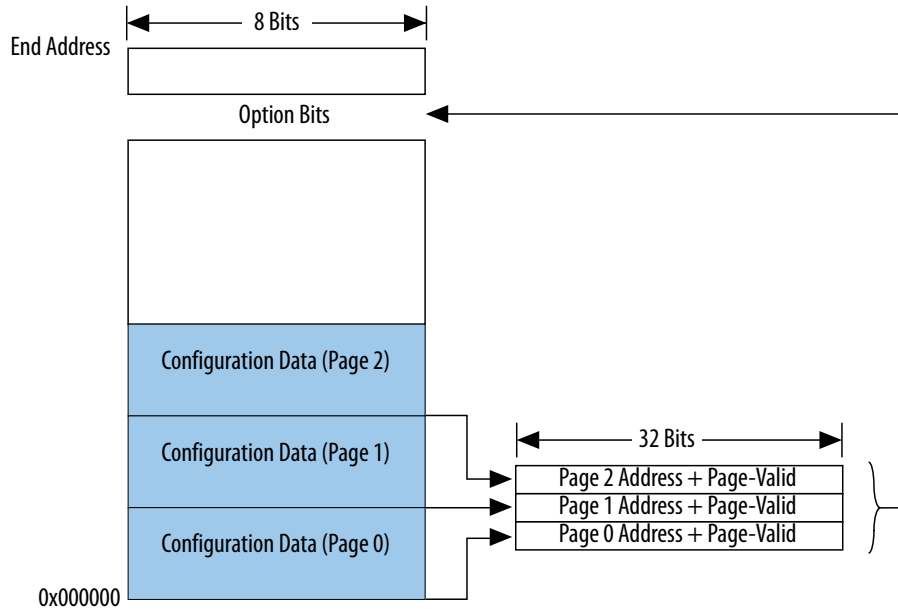 8 Bits
End Address
Option Bits
Configuration Data (Page 2)
Configuration Data (Page 1)
32 Bits
Page 2 Address + Page-Valid
Page 1 Address + Page-Valid
Page 0 Address + Page-Valid
Configuration Data (Page 0)
0x000000